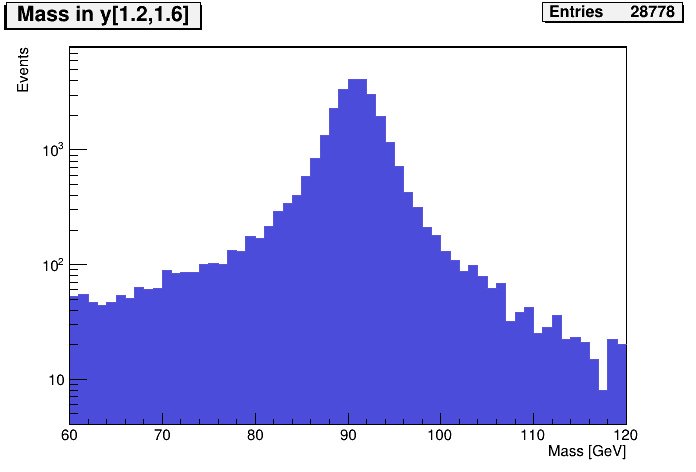 Mass in y[1.2,1.6]
Entries 28778
Events
10³
10²
10
60 70 80 90 100 110 120
Mass [GeV]